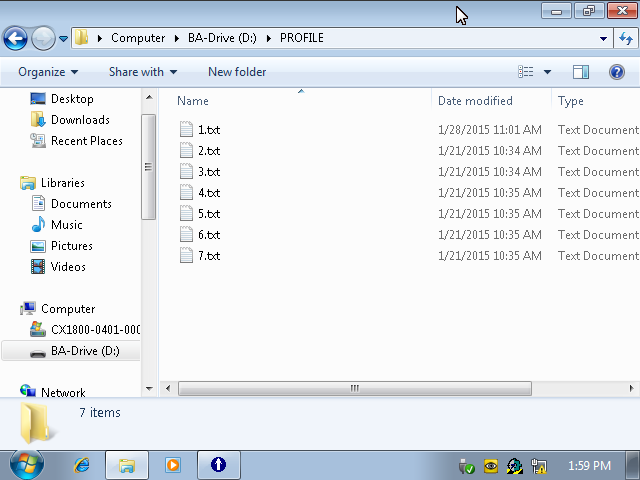 Computer BA-Drive (D:) PROFILE
Organize Share with New folder
Name Date modified Type
1.txt 1/28/2015 11:01 AM Text Document
2.txt 1/21/2015 10:34 AM Text Document
3.txt 1/21/2015 10:34 AM Text Document
4.txt 1/21/2015 10:35 AM Text Document
5.txt 1/21/2015 10:35 AM Text Document
6.txt 1/21/2015 10:35 AM Text Document
7.txt 1/21/2015 10:35 AM Text Document
Desktop
Downloads
Recent Places
Libraries
Documents
Music
Pictures
Videos
Computer
CX1800-0401-000
BA-Drive (D:)
Network
7 items
1:59 PM